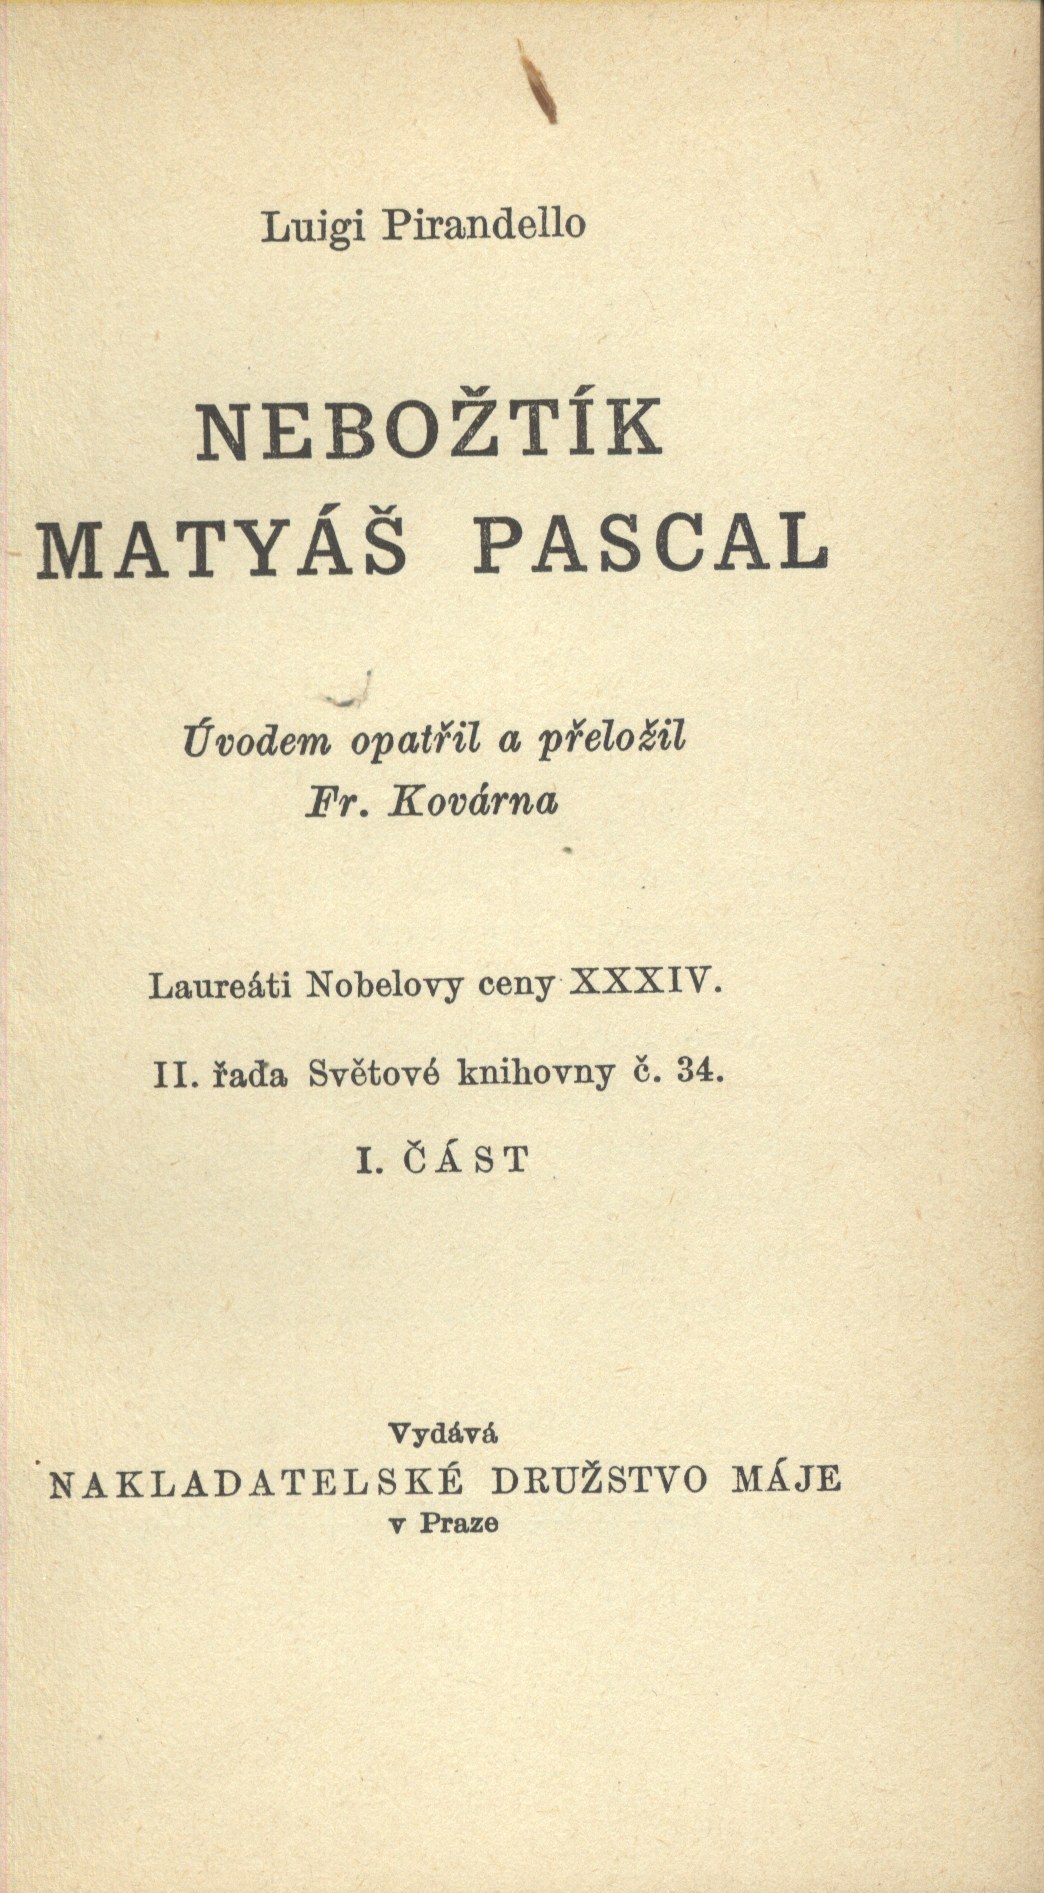 Luigi Pirandello
NEBOŽTÍK
MATYÁŠ PASCAL
Úvodem opatřil a přeložil
Fr. Kovárna
Laureáti Nobelovy ceny XXXIV.
II. řada Světové knihovny č. 34.
I. ČÁST
Vydává
NAKLADATELSKÉ DRUŽSTVO MÁJE
v Praze